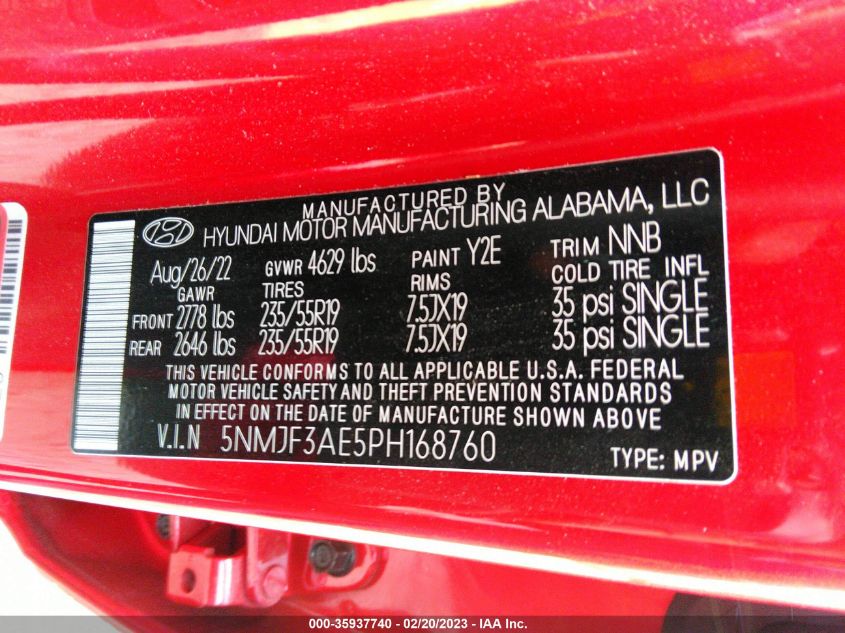 MANUFACTURED BY
HYUNDAI MOTOR MANUFACTURING ALABAMA, LLC
Aug/26/22 GVWR 4629 lbs PAINT Y2E TRIM NNB
GAWR TIRES RIMS COLD TIRE INFL
FRONT 2778 lbs 235/55R19 7.5JX19 35 psi SINGLE
REAR 2646 lbs 235/55R19 7.5JX19 35 psi SINGLE
THIS VEHICLE CONFORMS TO ALL APPLICABLE U.S.A. FEDERAL
MOTOR VEHICLE SAFETY AND THEFT PREVENTION STANDARDS
IN EFFECT ON THE DATE OF MANUFACTURE SHOWN ABOVE.
V.I.N 5NMJF3AE5PH168760
TYPE: MPV
000-35937740 - 02/20/2023 - IAA Inc.